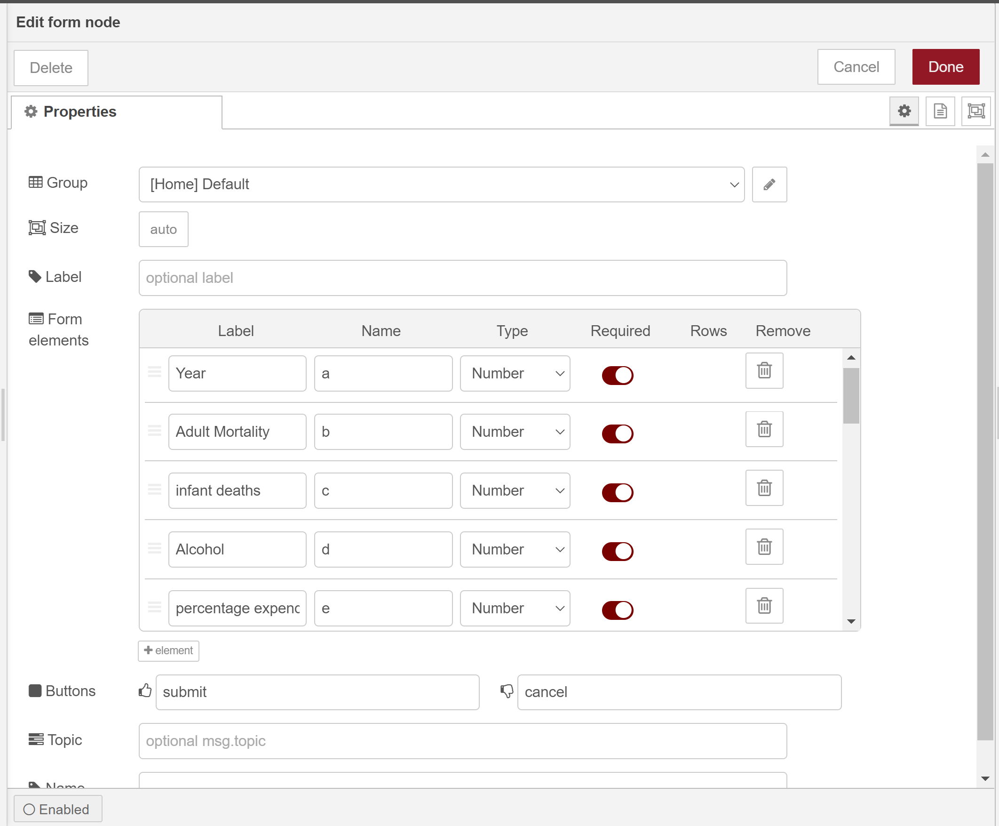 Edit form node
Delete
Cancel
Done
Properties
Group
[Home] Default
Size
auto
Label
optional label
Form
elements
Label Name Type Required Rows Remove
Year a Number
Adult Mortality b Number
infant deaths c Number
Alcohol d Number
percentage expenc e Number
element
Buttons
submit
cancel
Topic
optional msg.topic
Name
Enabled